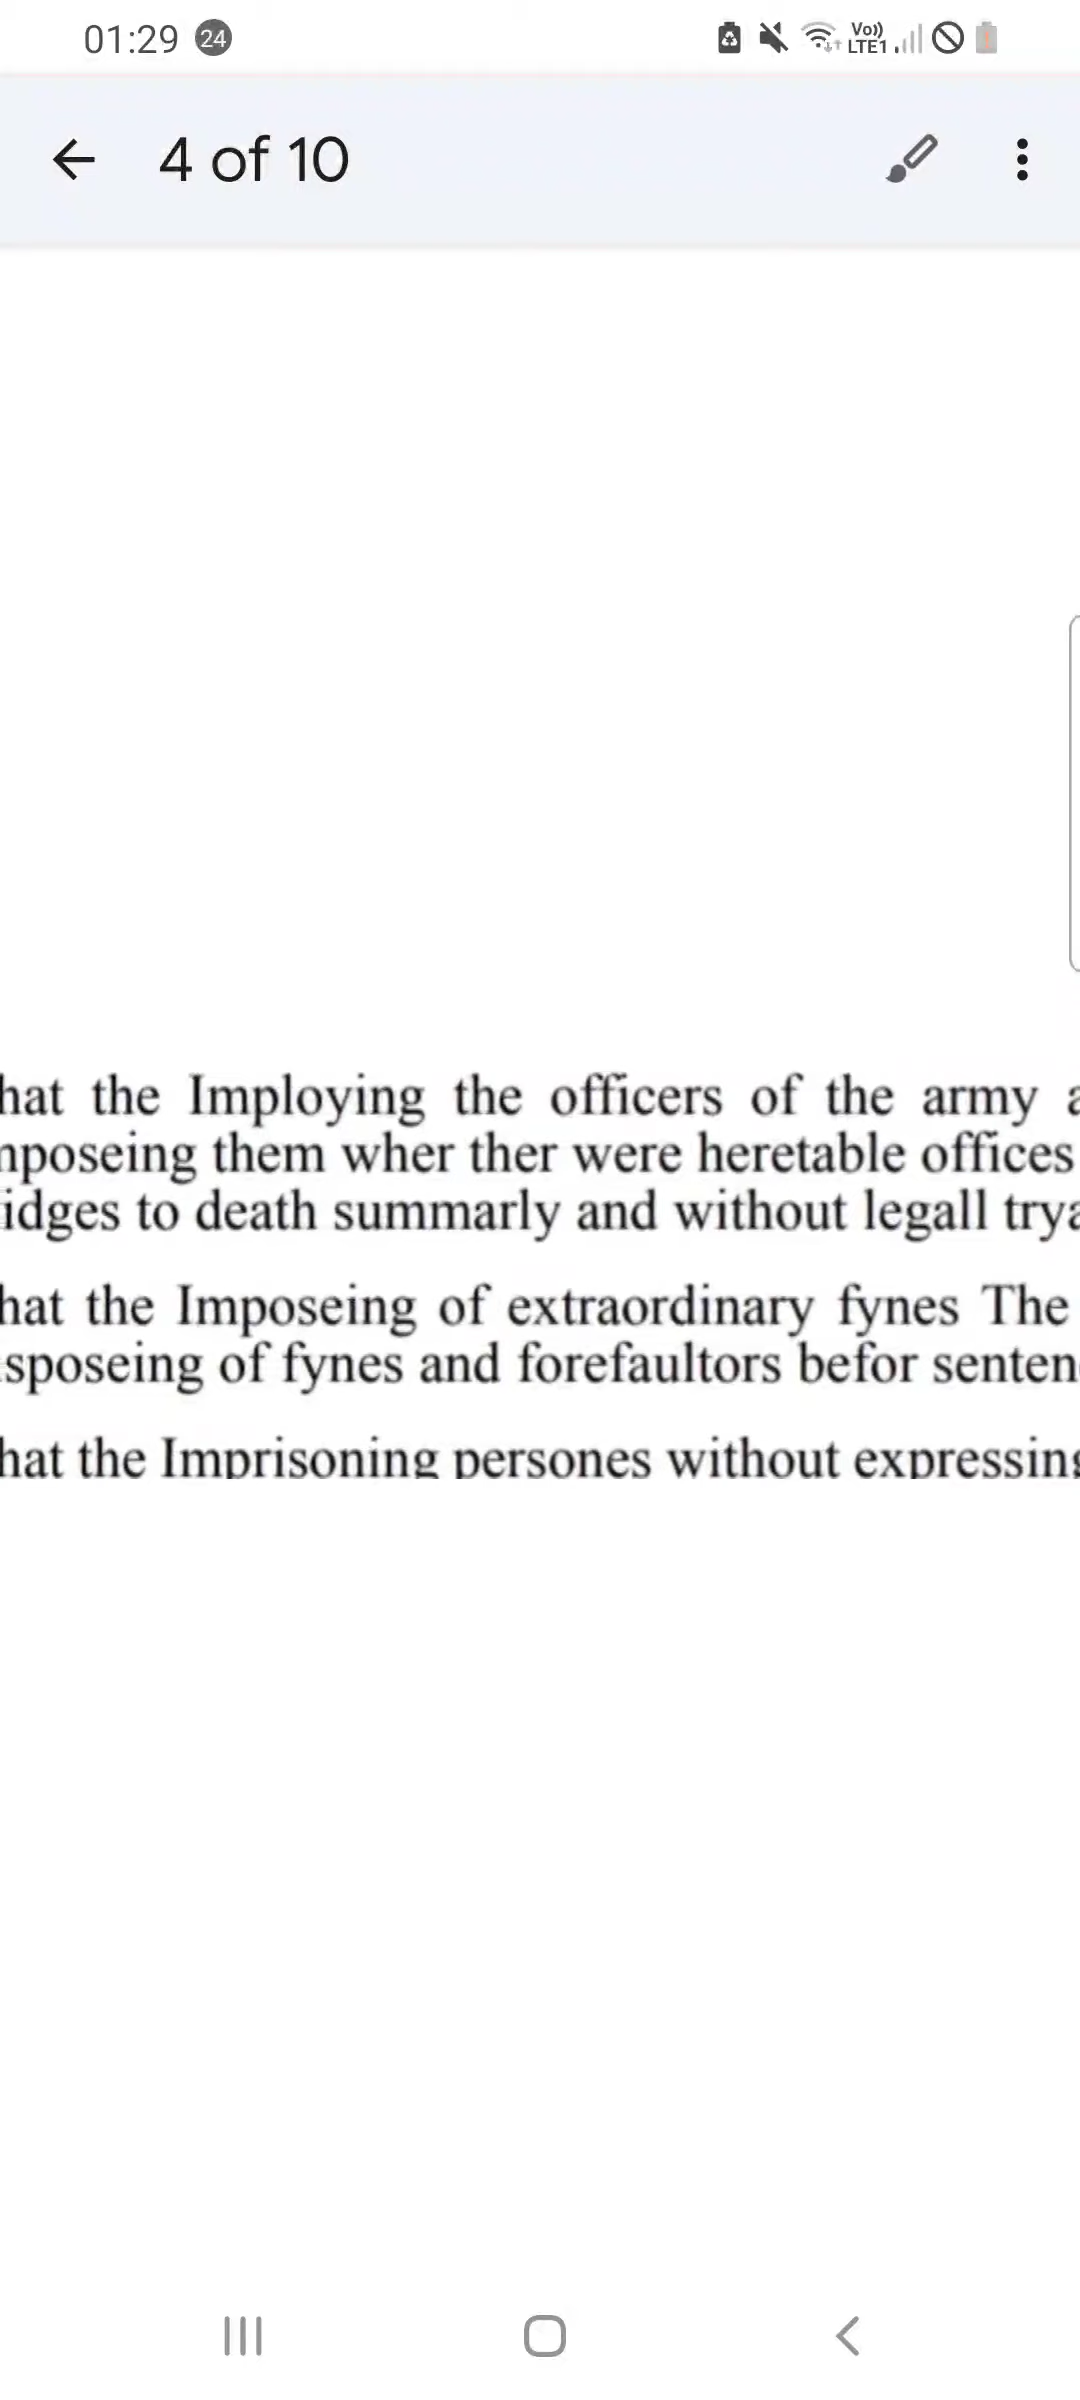 01:29 24 Vo)) LTE1
4 of 10
hat the Imploying the officers of the army
mposeing them wher ther were heretable offices
idges to death summarly and without legall
hat the Imposeing of extraordinary fynes The
sposeing of fynes and forefaultors befor
hat the Imprisoning persones without